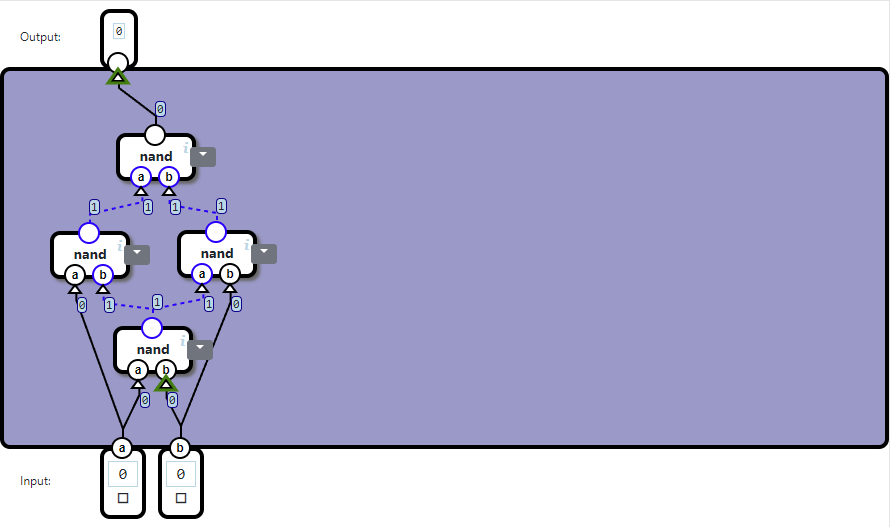 Output:
0
0
i
nand
a b
1 1 1 1
i i
nand nand
a b a b
0 1 1 1 0
i
nand
a b
0 0
a b
Input:
0 0